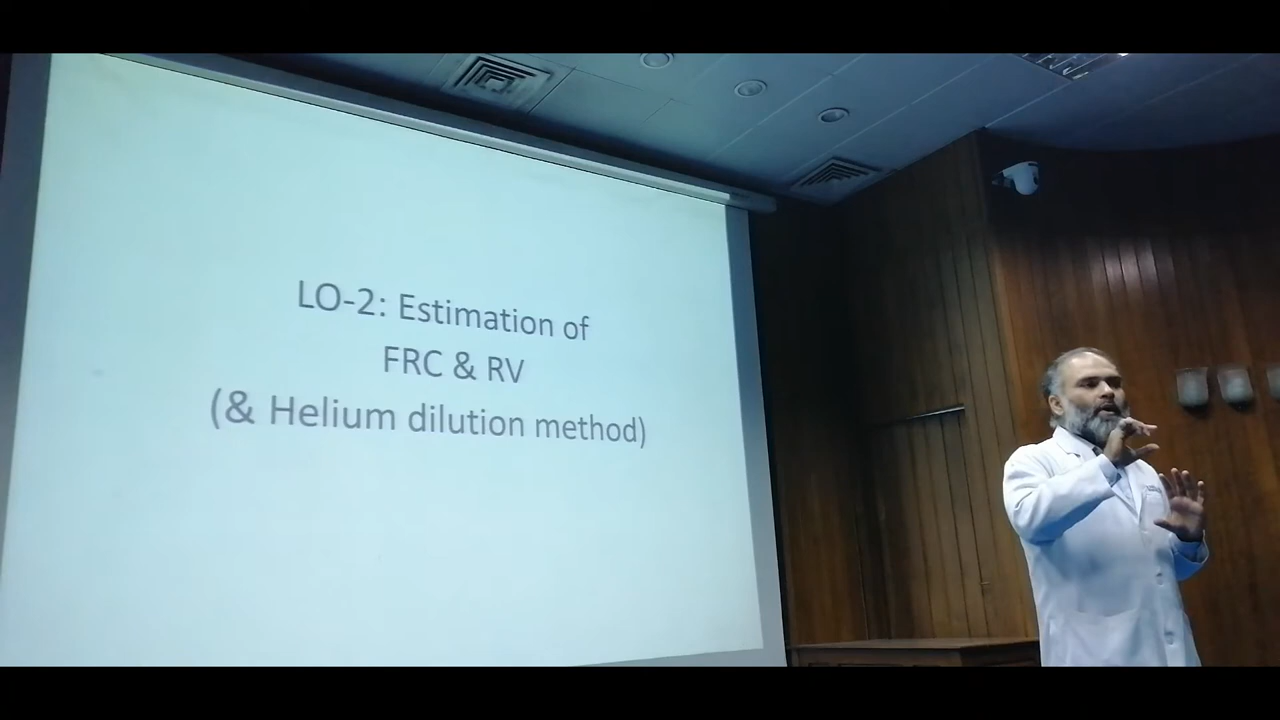 LO-2: Estimation of
FRC & RV
(& Helium dilution method)